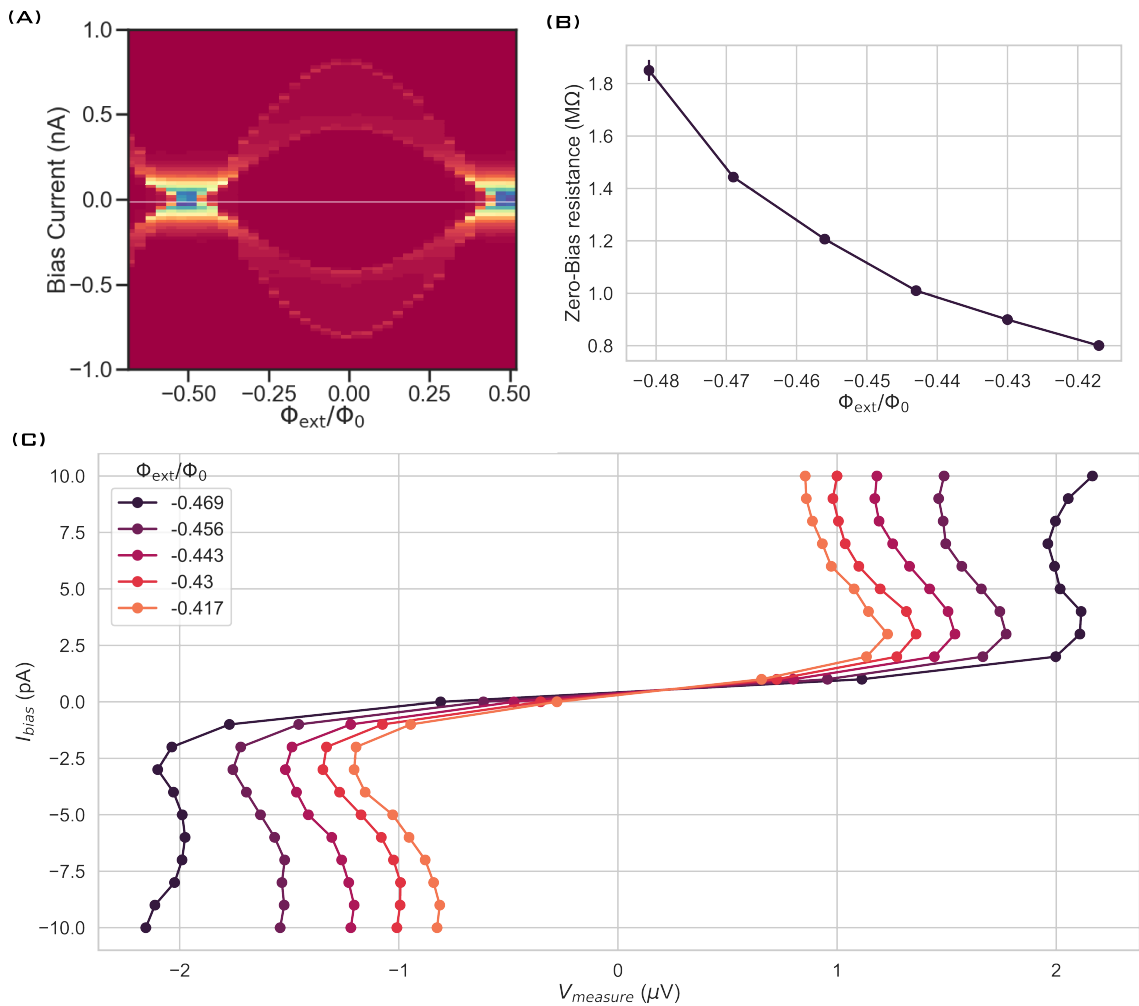 (A)
Bias Current (nA)
1.0
0.5
0.0
−0.5
−1.0
−0.50 −0.25 0.00 0.25 0.50
Φext/Φ0
(B)
Zero-Bias resistance (MΩ)
1.8
1.6
1.4
1.2
1.0
0.8
−0.48 −0.47 −0.46 −0.45 −0.44 −0.43 −0.42
Φext/Φ0
(C)
Φext/Φ0
-0.469
-0.456
-0.443
-0.43
-0.417
Ibias (pA)
10.0
7.5
5.0
2.5
0.0
−2.5
−5.0
−7.5
−10.0
−2 −1 0 1 2
Vmeasure (μV)